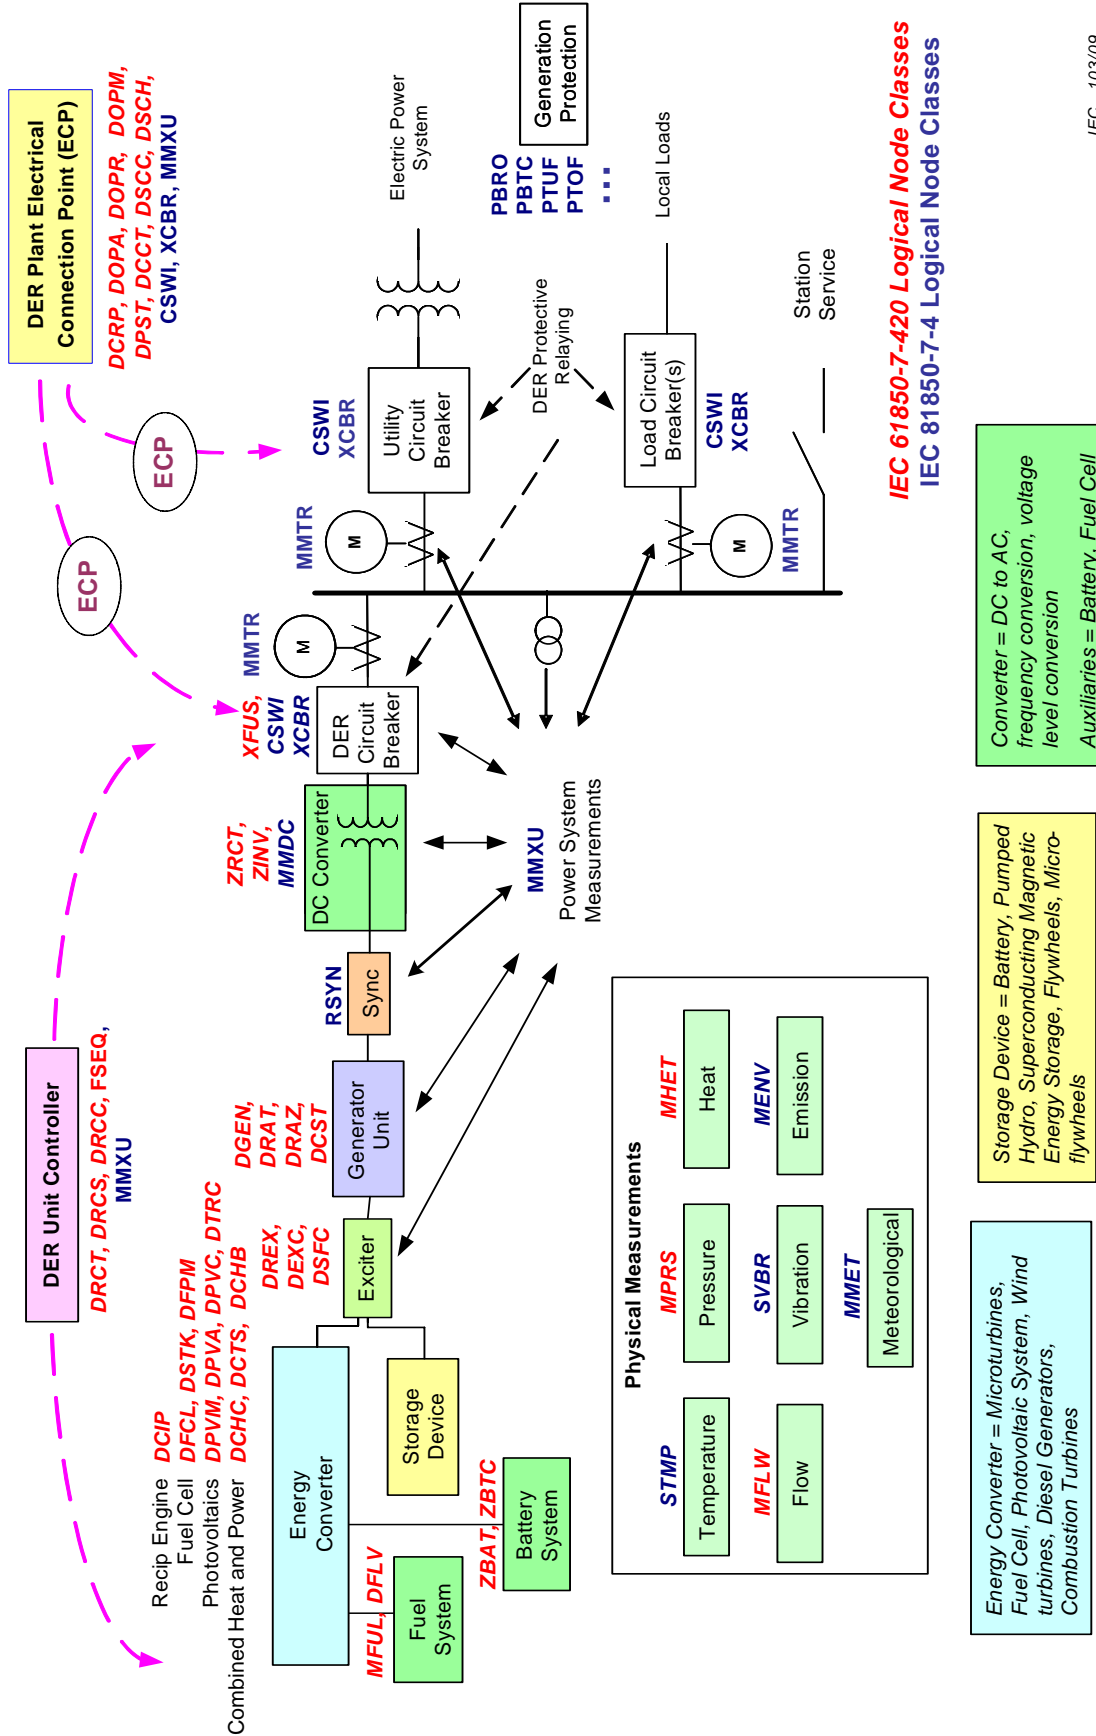 DER Unit Controller
DRCT, DRCS, DRCC, FSEQ,
MMXU
DER Plant Electrical
Connection Point (ECP)
DCRP, DOPA, DOPR, DOPM,
DPST, DCCT, DSCC, DSCH,
CSWI, XCBR, MMXU
ECP
ECP
Recip Engine DCIP
Fuel Cell DFCL, DSTK, DFPM
Photovoltaics DPVM, DPVA, DPVC, DTRC
Combined Heat and Power DCHC, DCTS, DCHB
Energy
Converter
MFUL, DFLV
Fuel
System
ZBAT, ZBTC
Battery
System
Storage
Device
DREX,
DEXC,
DSFC
Exciter
DGEN,
DRAT,
DRAZ,
DCST
Generator
Unit
RSYN
Sync
ZRCT,
ZINV,
MMDC
DC Converter
XFUS,
CSWI
XCBR
DER
Circuit
Breaker
MMTR
M
MMTR
M
CSWI
XCBR
Utility
Circuit
Breaker
Electric Power
System
PBRO
PBTC
PTUF
PTOF
...
Generation
Protection
DER Protective
Relaying
MMTR
M
Load Circuit
Breaker(s)
CSWI
XCBR
Local Loads
Station
Service
MMXU
Power System
Measurements
Physical Measurements
STMP
Temperature
MPRS
Pressure
MHET
Heat
MFLW
Flow
SVBR
Vibration
MENV
Emission
MMET
Meteorological
IEC 61850-7-420 Logical Node Classes
IEC 81850-7-4 Logical Node Classes
Energy Converter = Microturbines,
Fuel Cell, Photovoltaic System, Wind
turbines, Diesel Generators,
Combustion Turbines
Storage Device = Battery, Pumped
Hydro, Superconducting Magnetic
Energy Storage, Flywheels, Micro-
flywheels
Converter = DC to AC,
frequency conversion, voltage
level conversion
Auxiliaries = Battery, Fuel Cell
IEC 103/09